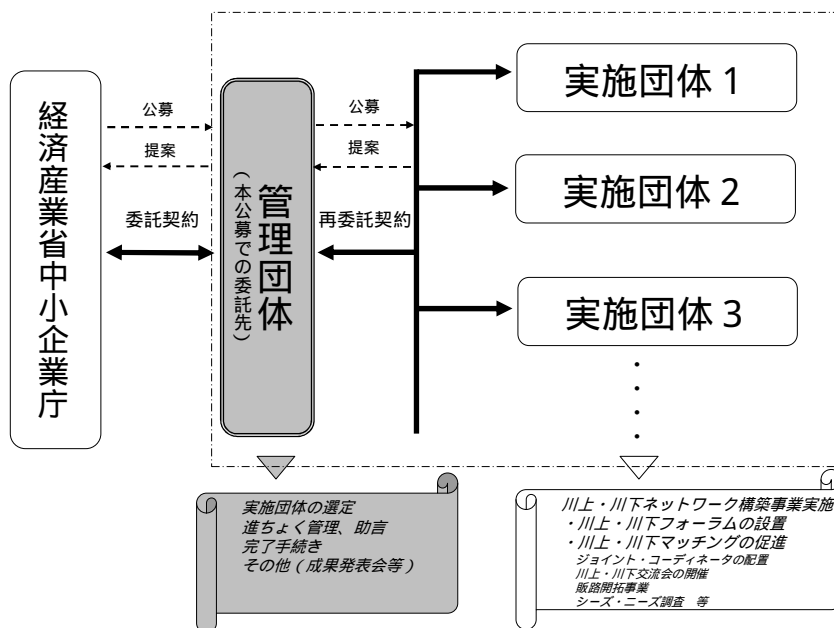 経済産業省中小企業庁
公募
提案
委託契約
管理団体
(本公募での委託先)
公募
提案
再委託契約
実施団体1
実施団体2
実施団体3
・
・
・
・
実施団体の選定
進ちょく管理、助言
完了手続き
その他(成果発表会等)
川上・川下ネットワーク構築事業実施
・川上・川下フォーラムの設置
・川上・川下マッチングの促進
ジョイント・コーディネータの配置
川上・川下交流会の開催
販路開拓事業
シーズ・ニーズ調査 等